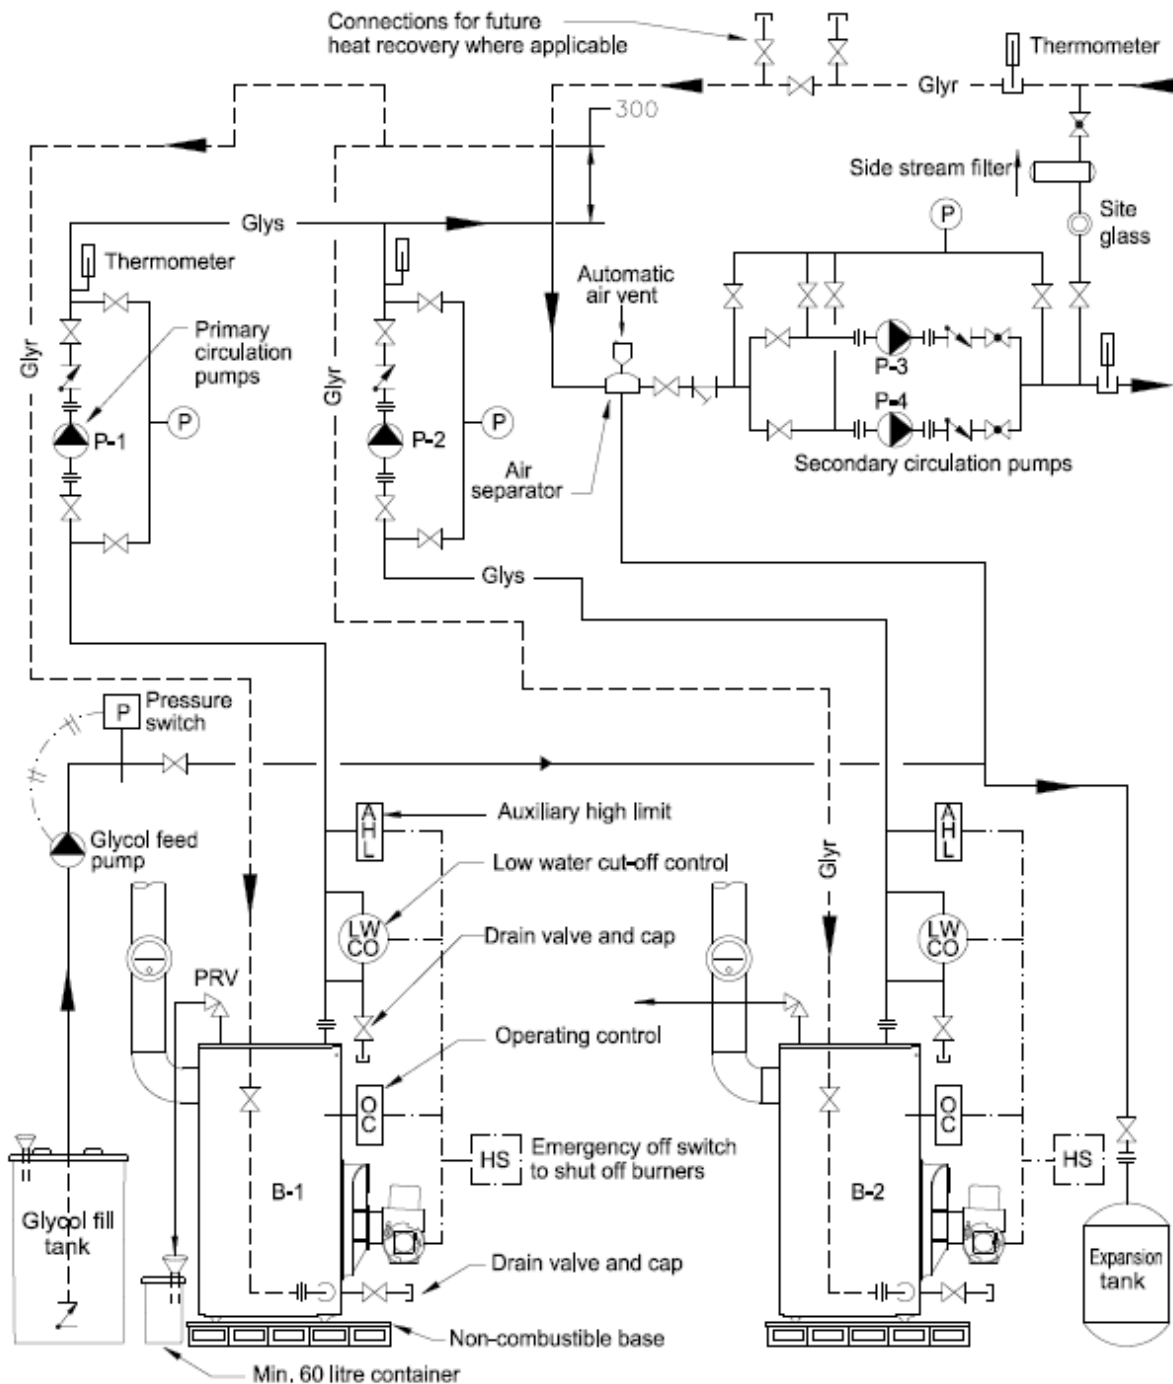 Connections for future
heat recovery where applicable
Thermometer
Glyr
300
Side stream filter
Glys
P
Site
glass
Thermometer
Automatic
air vent
Primary
circulation
pumps
Glyr
Glyr
P-3
P-1
P
P-2
P
P-4
Secondary circulation pumps
Air
separator
Glys
P
Pressure
switch
Auxiliary high limit
AHL
AHL
Glycol feed
pump
Glyr
Low water cut-off control
LW
CO
LW
CO
Drain valve and cap
PRV
Operating control
OC
OC
HS
Emergency off switch
to shut off burners
HS
B-1
B-2
Glycol fill
tank
Drain valve and cap
Expansion
tank
Non-combustible base
Min. 60 litre container